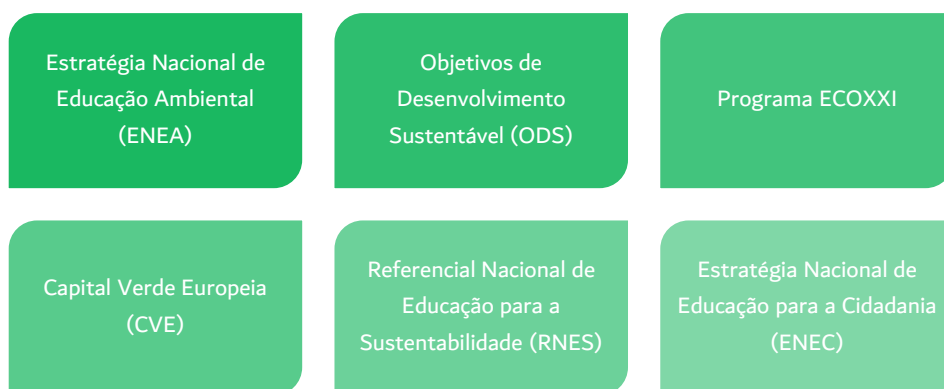 Estratégia Nacional de
Educação Ambiental
(ENEA)
Objetivos de
Desenvolvimento
Sustentável (ODS)
Programa ECOXXI
Capital Verde Europeia
(CVE)
Referencial Nacional de
Educação para a
Sustentabilidade (RNES)
Estratégia Nacional de
Educação para a Cidadania
(ENEC)